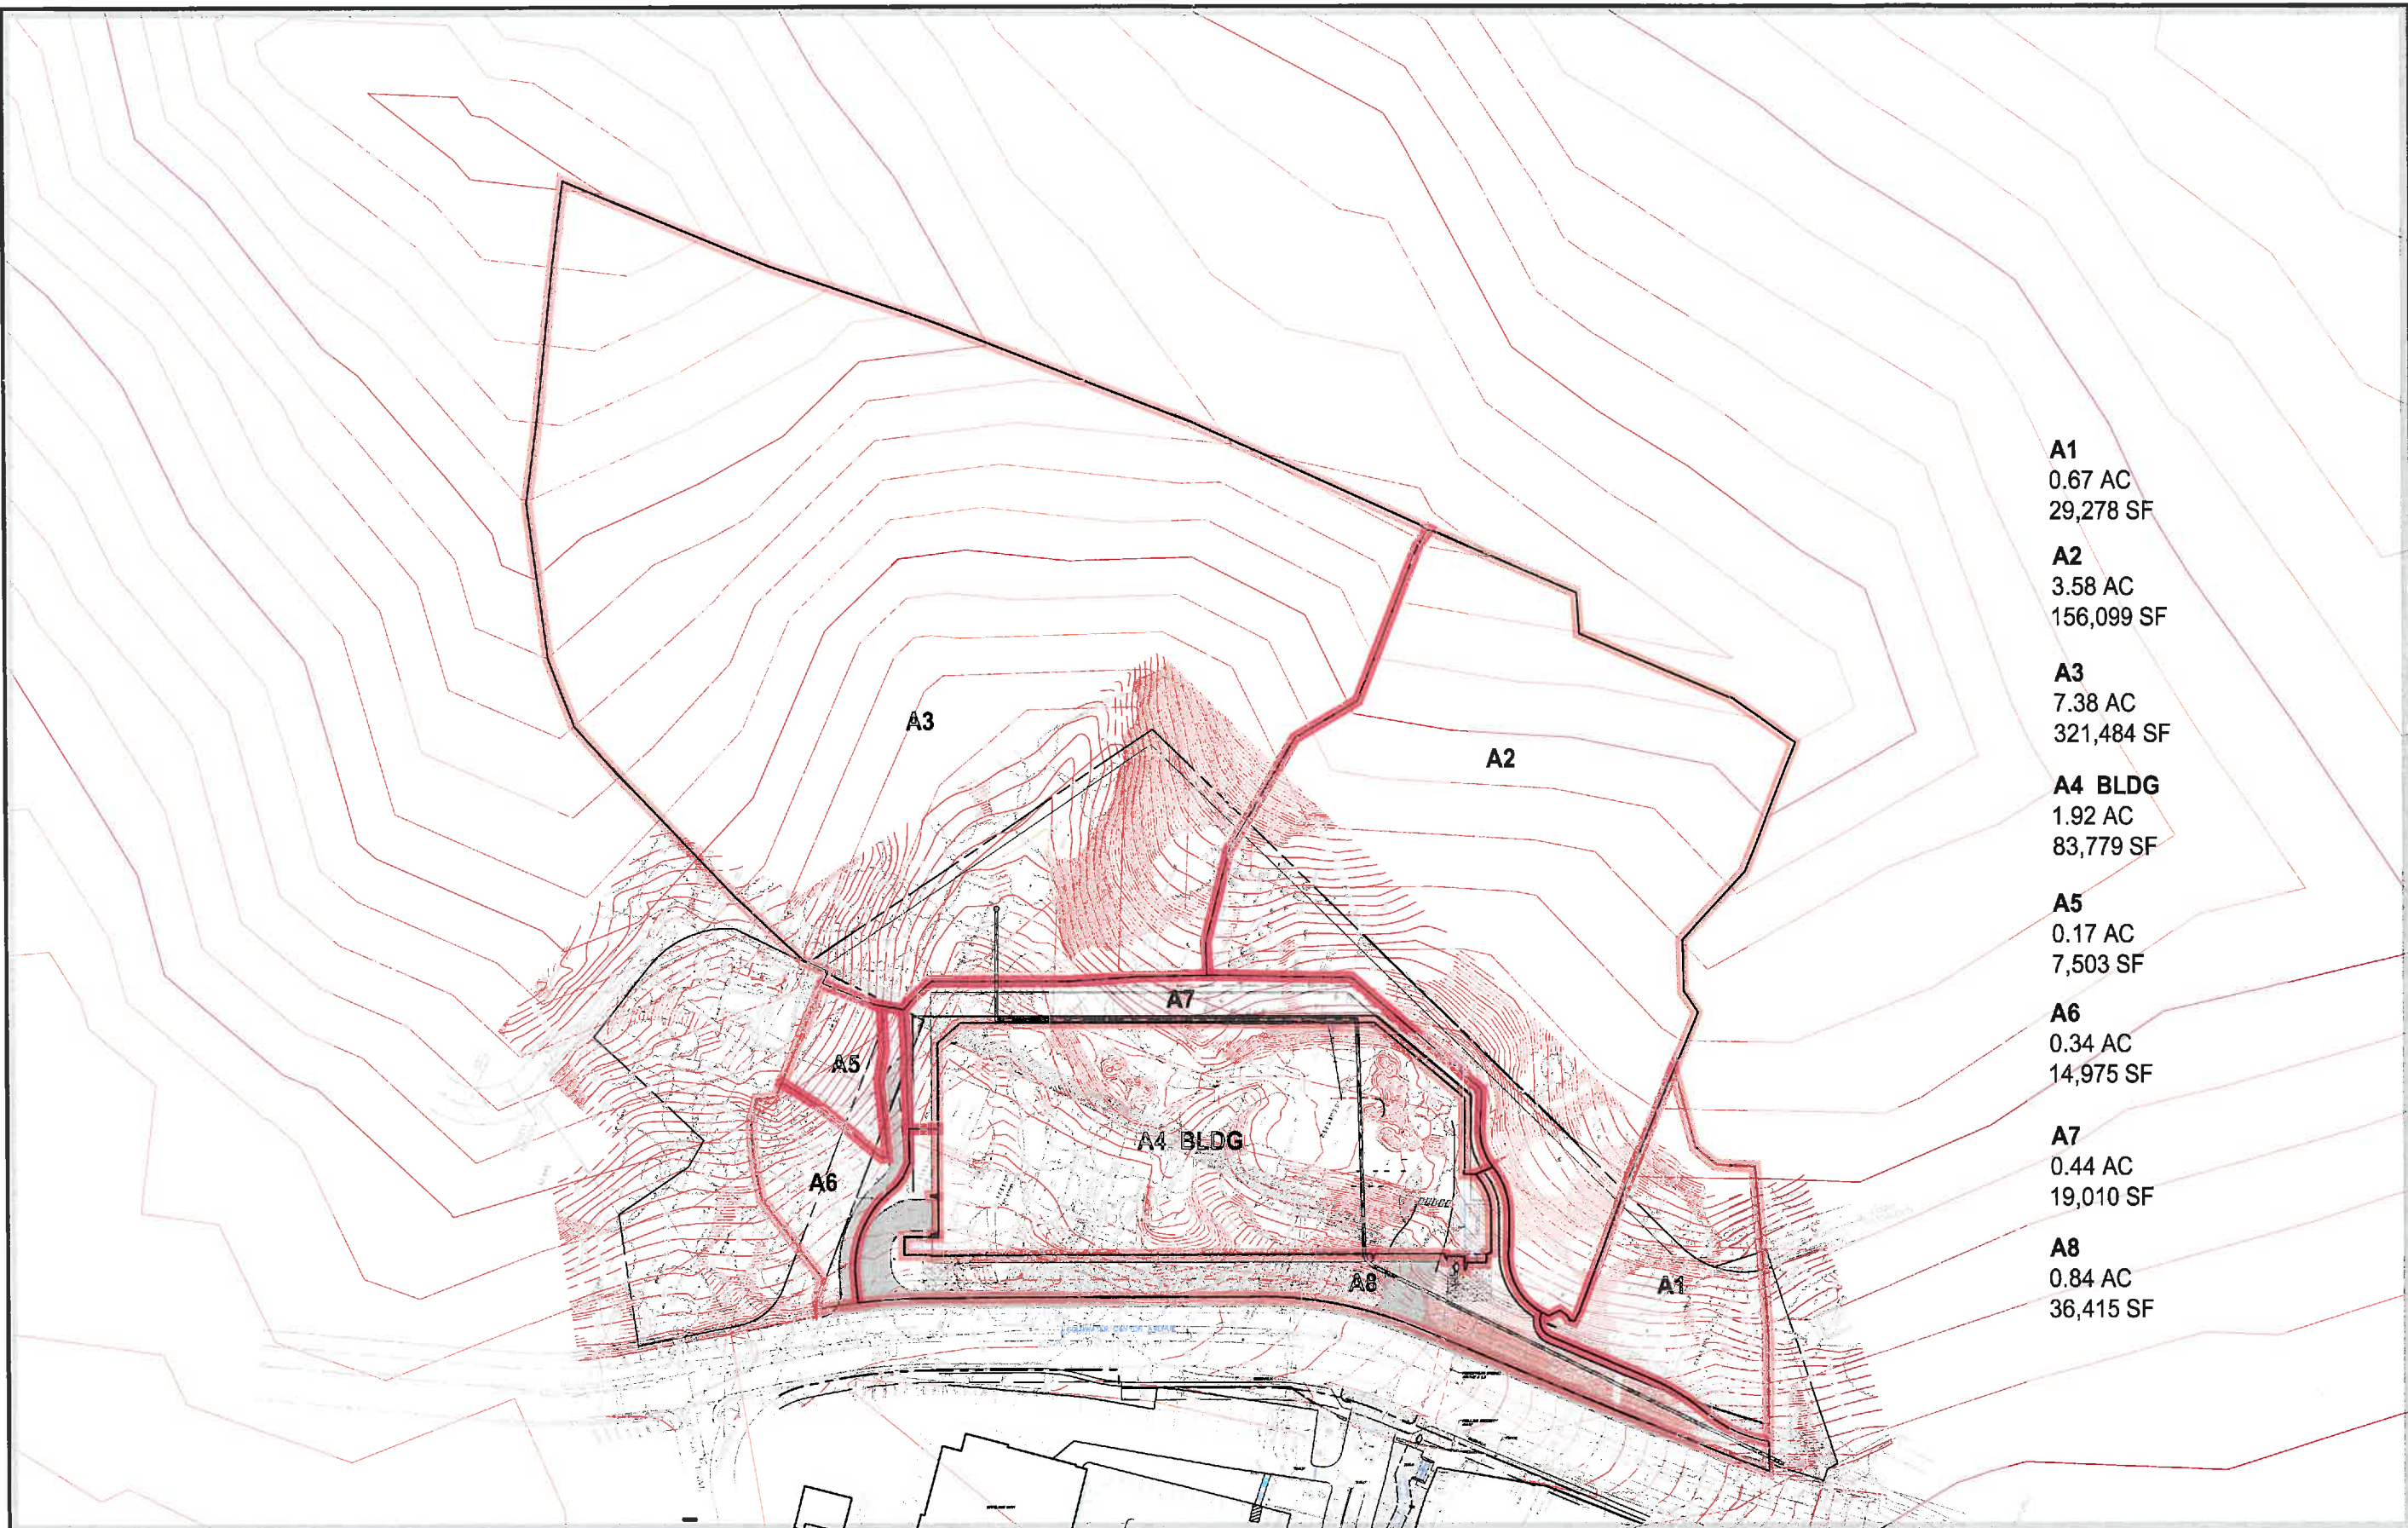 A1
0.67 AC
29,278 SF
A2
3.58 AC
156,099 SF
A3
7.38 AC
321,484 SF
A4 BLDG
1.92 AC
83,779 SF
A5
0.17 AC
7,503 SF
A6
0.34 AC
14,975 SF
A7
0.44 AC
19,010 SF
A8
0.84 AC
36,415 SF
A3
A2
A7
A5
A4 BLDG
A6
A8
A1
COLDWATER CANYON AVENUE